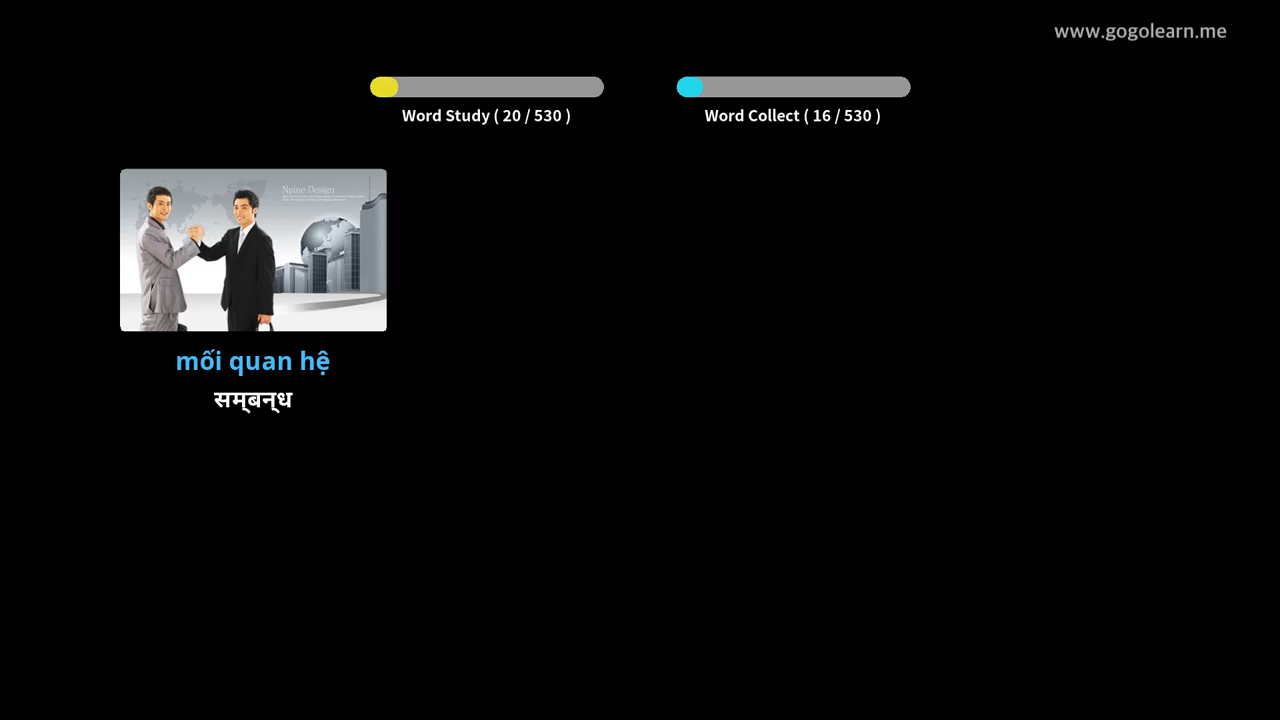 www.gogolearn.me
Word Study ( 20 / 530 )
Word Collect ( 16 / 530 )
Npine Design
mối quan hệ
सम्बन्ध